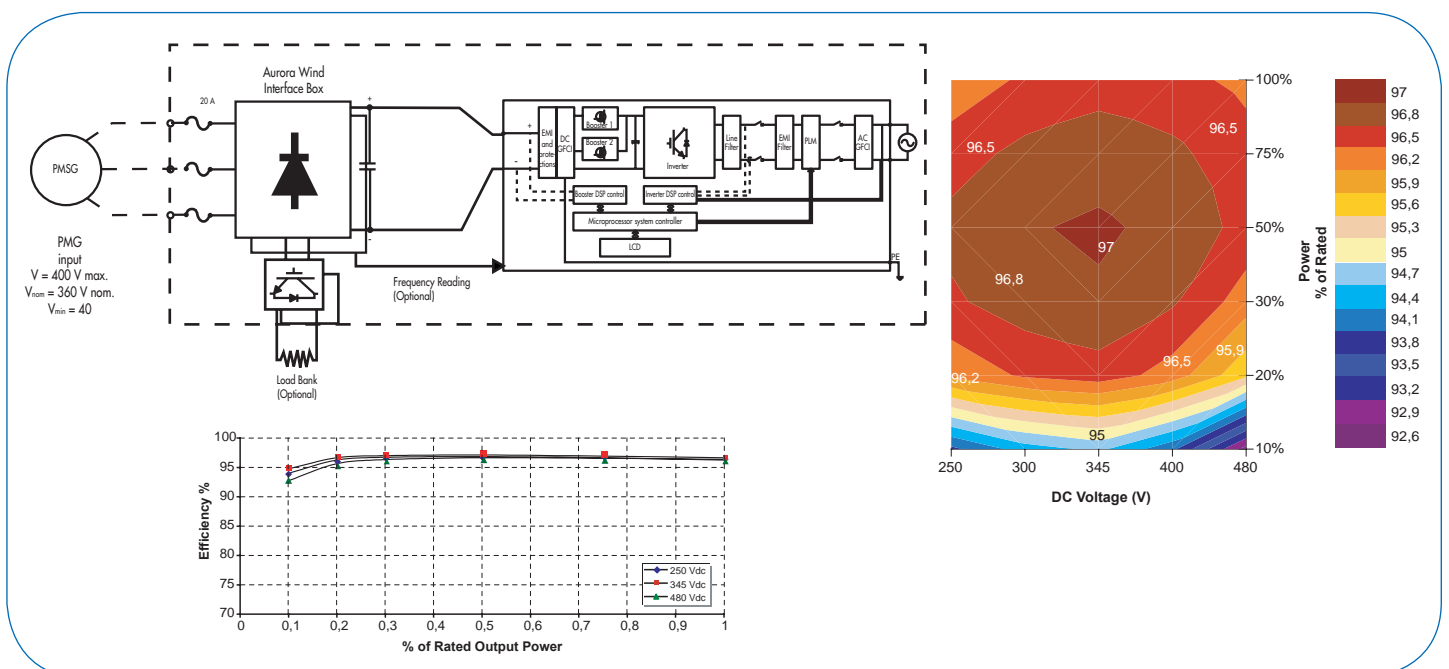 Aurora Wind
Interface Box
20 A
+
-
PMSG
PMG
input
V = 400 V max.
Vnom = 360 V nom.
Vmin = 40
Load Bank
(Optional)
Frequency Reading
(Optional)
+
-
EMI
and
prote-
ctions
DC
GFCI
Booster 1
Booster 2
Inverter
Line
Filter
EMI
Filter
PLM
AC
GFCI
Booster DSP control
Inverter DSP control
Microprocessor system controller
LCD
PE
Efficiency %
100
95
90
85
80
75
70
0
0,1
0,2
0,3
0,4
0,5
0,6
0,7
0,8
0,9
1
% of Rated Output Power
250 Vdc
345 Vdc
480 Vdc
96,5
96,5
97
96,8
96,5
95,9
96,2
95
100%
75%
50%
30%
20%
10%
Power
% of Rated
250
300
345
400
480
DC Voltage (V)
97
96,8
96,5
96,2
95,9
95,6
95,3
95
94,7
94,4
94,1
93,8
93,5
93,2
92,9
92,6